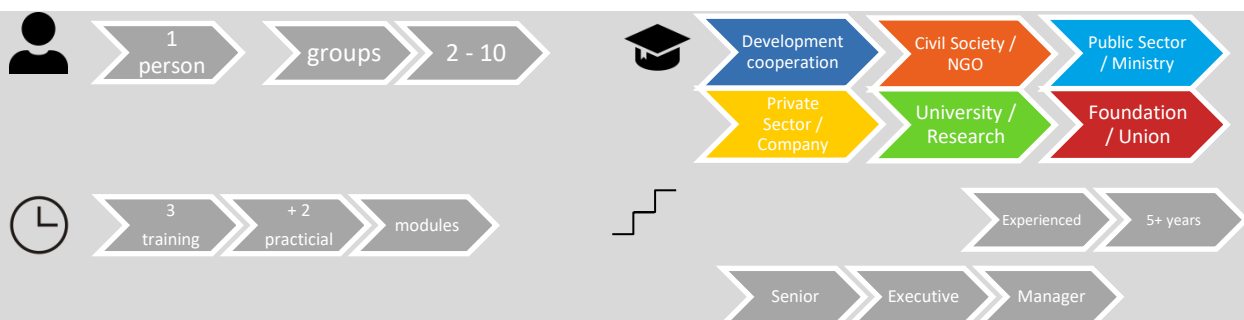 1
person
groups
2 - 10
Development
cooperation
Civil Society /
NGO
Public Sector
/ Ministry
Private
Sector /
Company
University /
Research
Foundation
/ Union
3
training
+ 2
practicial
modules
Experienced
5+ years
Senior
Executive
Manager